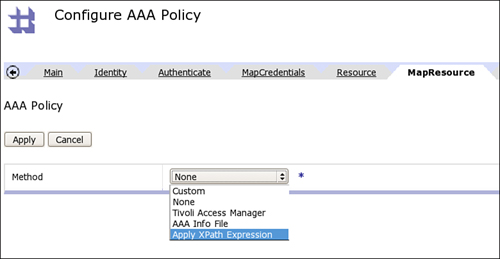 Configure AAA Policy
Main Identity Authenticate MapCredentials Resource MapResource
AAA Policy
Apply Cancel
Method None *
Custom
None
Tivoli Access Manager
AAA Info File
Apply XPath Expression